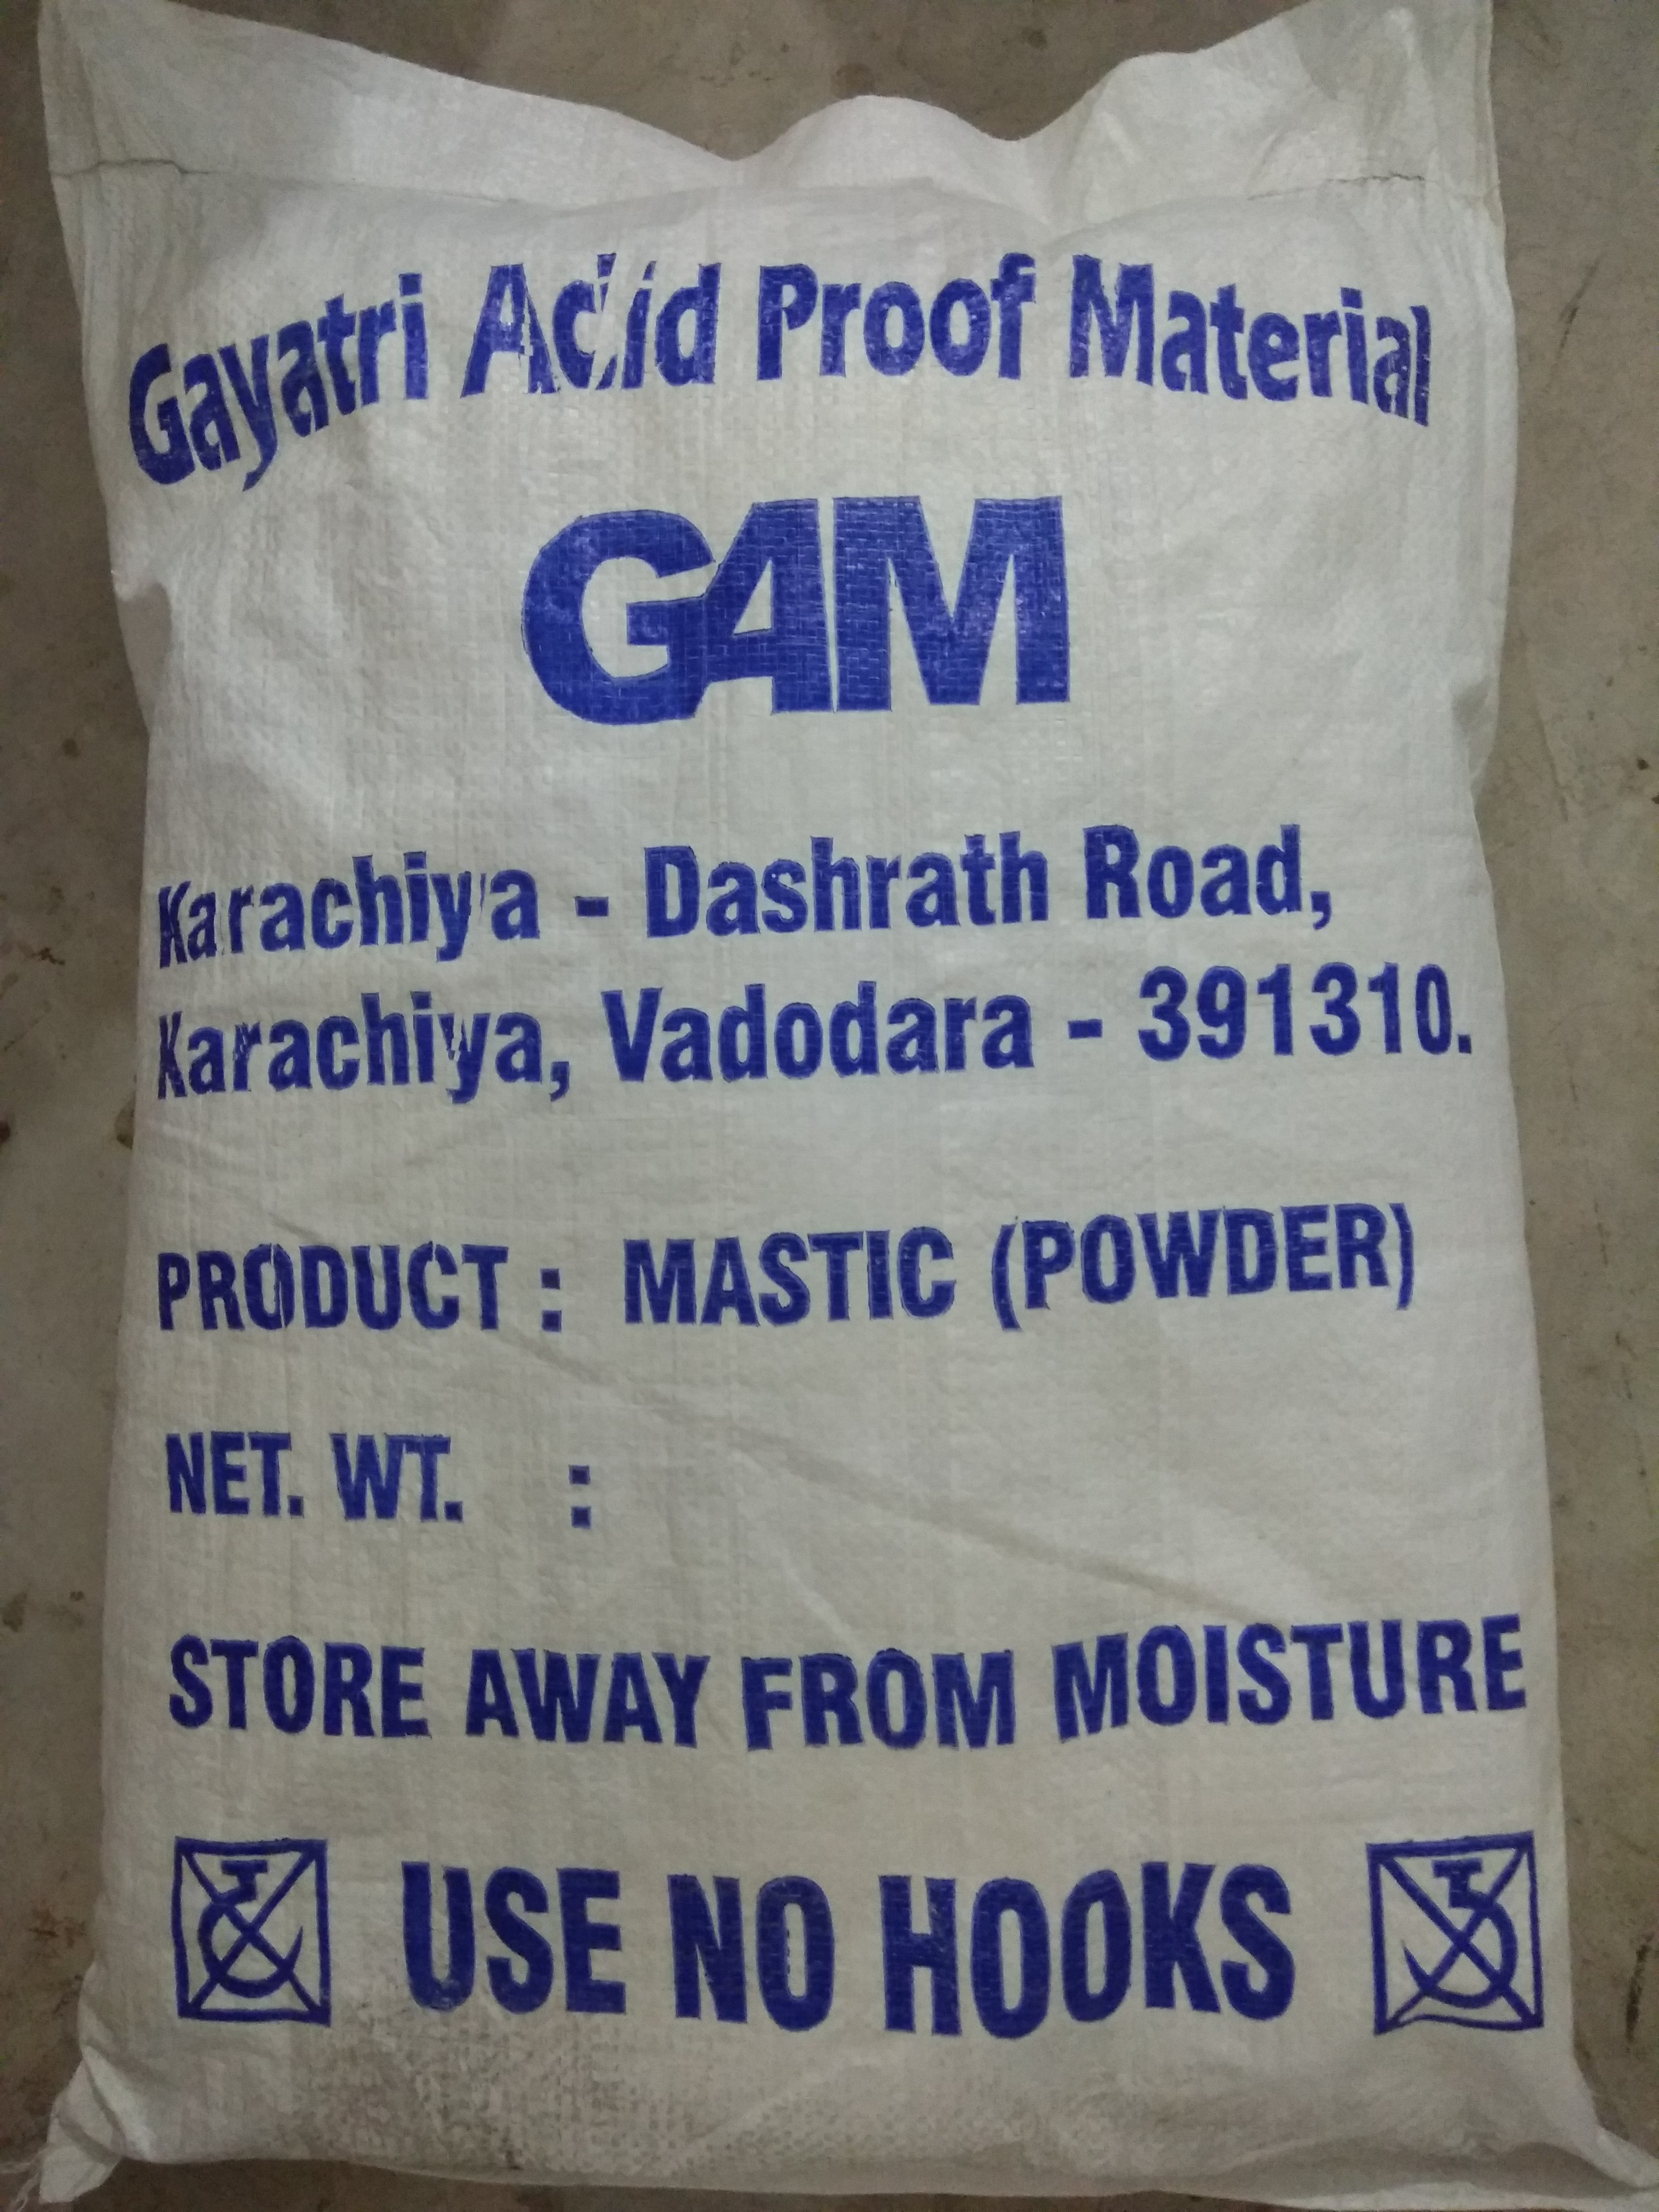 Gayatri Acid Proof Material
GAM
Karachiya - Dashrath Road,
Karachiya, Vadodara - 391310.
PRODUCT : MASTIC (POWDER)
NET. WT. :
STORE AWAY FROM MOISTURE
USE NO HOOKS